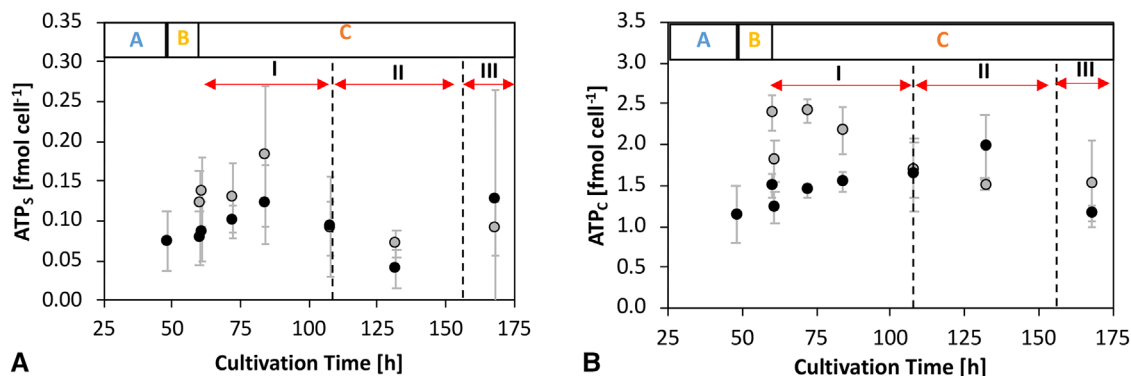 A B C
I II III
0.35
0.30
0.25
0.20
0.15
0.10
0.05
0.00
ATPS [fmol cell-1]
25 50 75 100 125 150 175
Cultivation Time [h]
A
A B C
I II III
3.5
3.0
2.5
2.0
1.5
1.0
0.5
0.0
ATPC [fmol cell-1]
25 50 75 100 125 150 175
Cultivation Time [h]
B